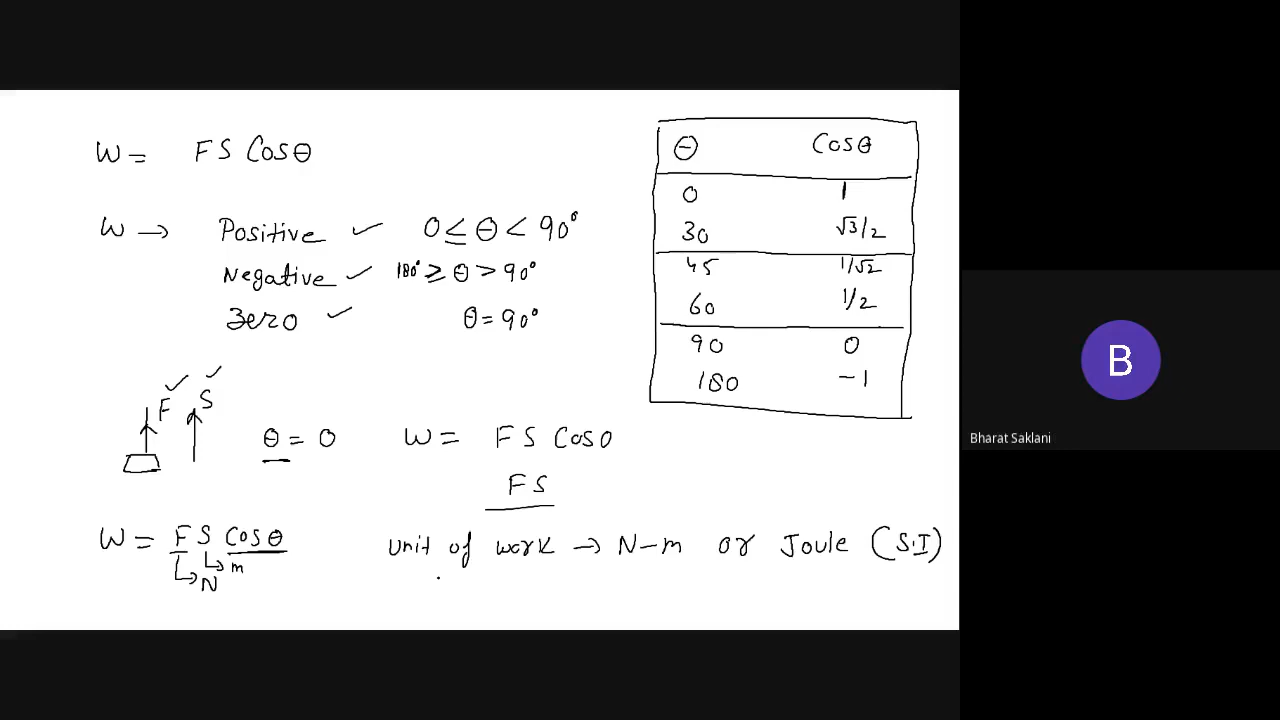 W = FS Cosθ
W → Positive ✓ 0 ≤ θ < 90°
Negative ✓ 180° ≥ θ > 90°
Zero ✓ θ = 90°
θ Cosθ
0 1
30 √3/2
45 1/√2
60 1/2
90 0
180 -1
F S
θ = 0 W = FS Cos0
FS
W = FS Cosθ
N m
unit of work → N-m or Joule (S.I)
B
Bharat Saklani